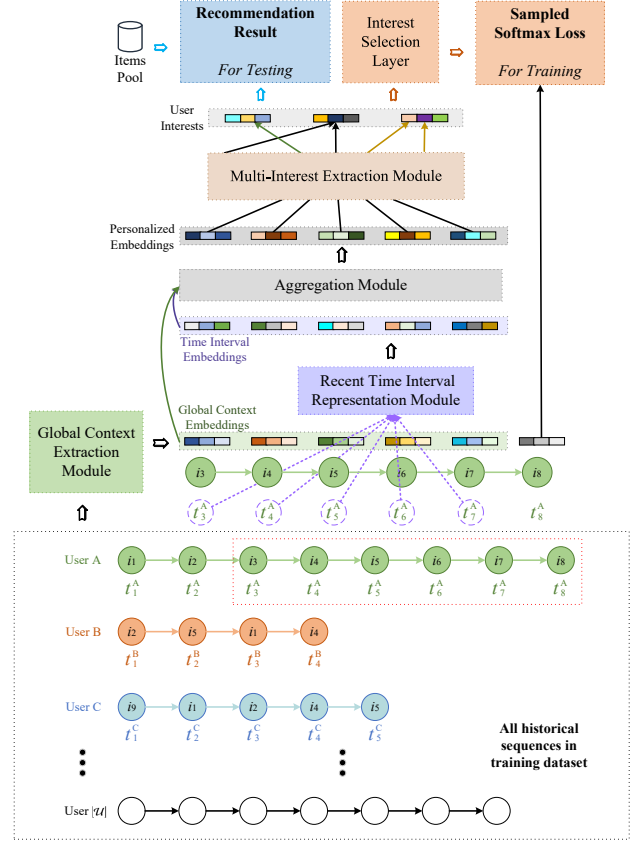 Recommendation
Result
For Testing
Interest
Selection
Layer
Sampled
Softmax Loss
For Training
Items
Pool
User
Interests
Multi-Interest Extraction Module
Personalized
Embeddings
Aggregation Module
Time Interval
Embeddings
Recent Time Interval
Representation Module
Global Context
Embeddings
Global Context
Extraction
Module
i3 i4 i5 i6 i7 i8
t₃ᴬ t₄ᴬ t₅ᴬ t₆ᴬ t₇ᴬ t₈ᴬ
User A i1 i2 i3 i4 i5 i6 i7 i8
t₁ᴬ t₂ᴬ t₃ᴬ t₄ᴬ t₅ᴬ t₆ᴬ t₇ᴬ t₈ᴬ
User B i2 i5 i1 i4
t₁ᴮ t₂ᴮ t₃ᴮ t₄ᴮ
User C i9 i1 i2 i4 i5
t₁ᶜ t₂ᶜ t₃ᶜ t₄ᶜ t₅ᶜ
All historical
sequences in
training dataset
User |𝒰|